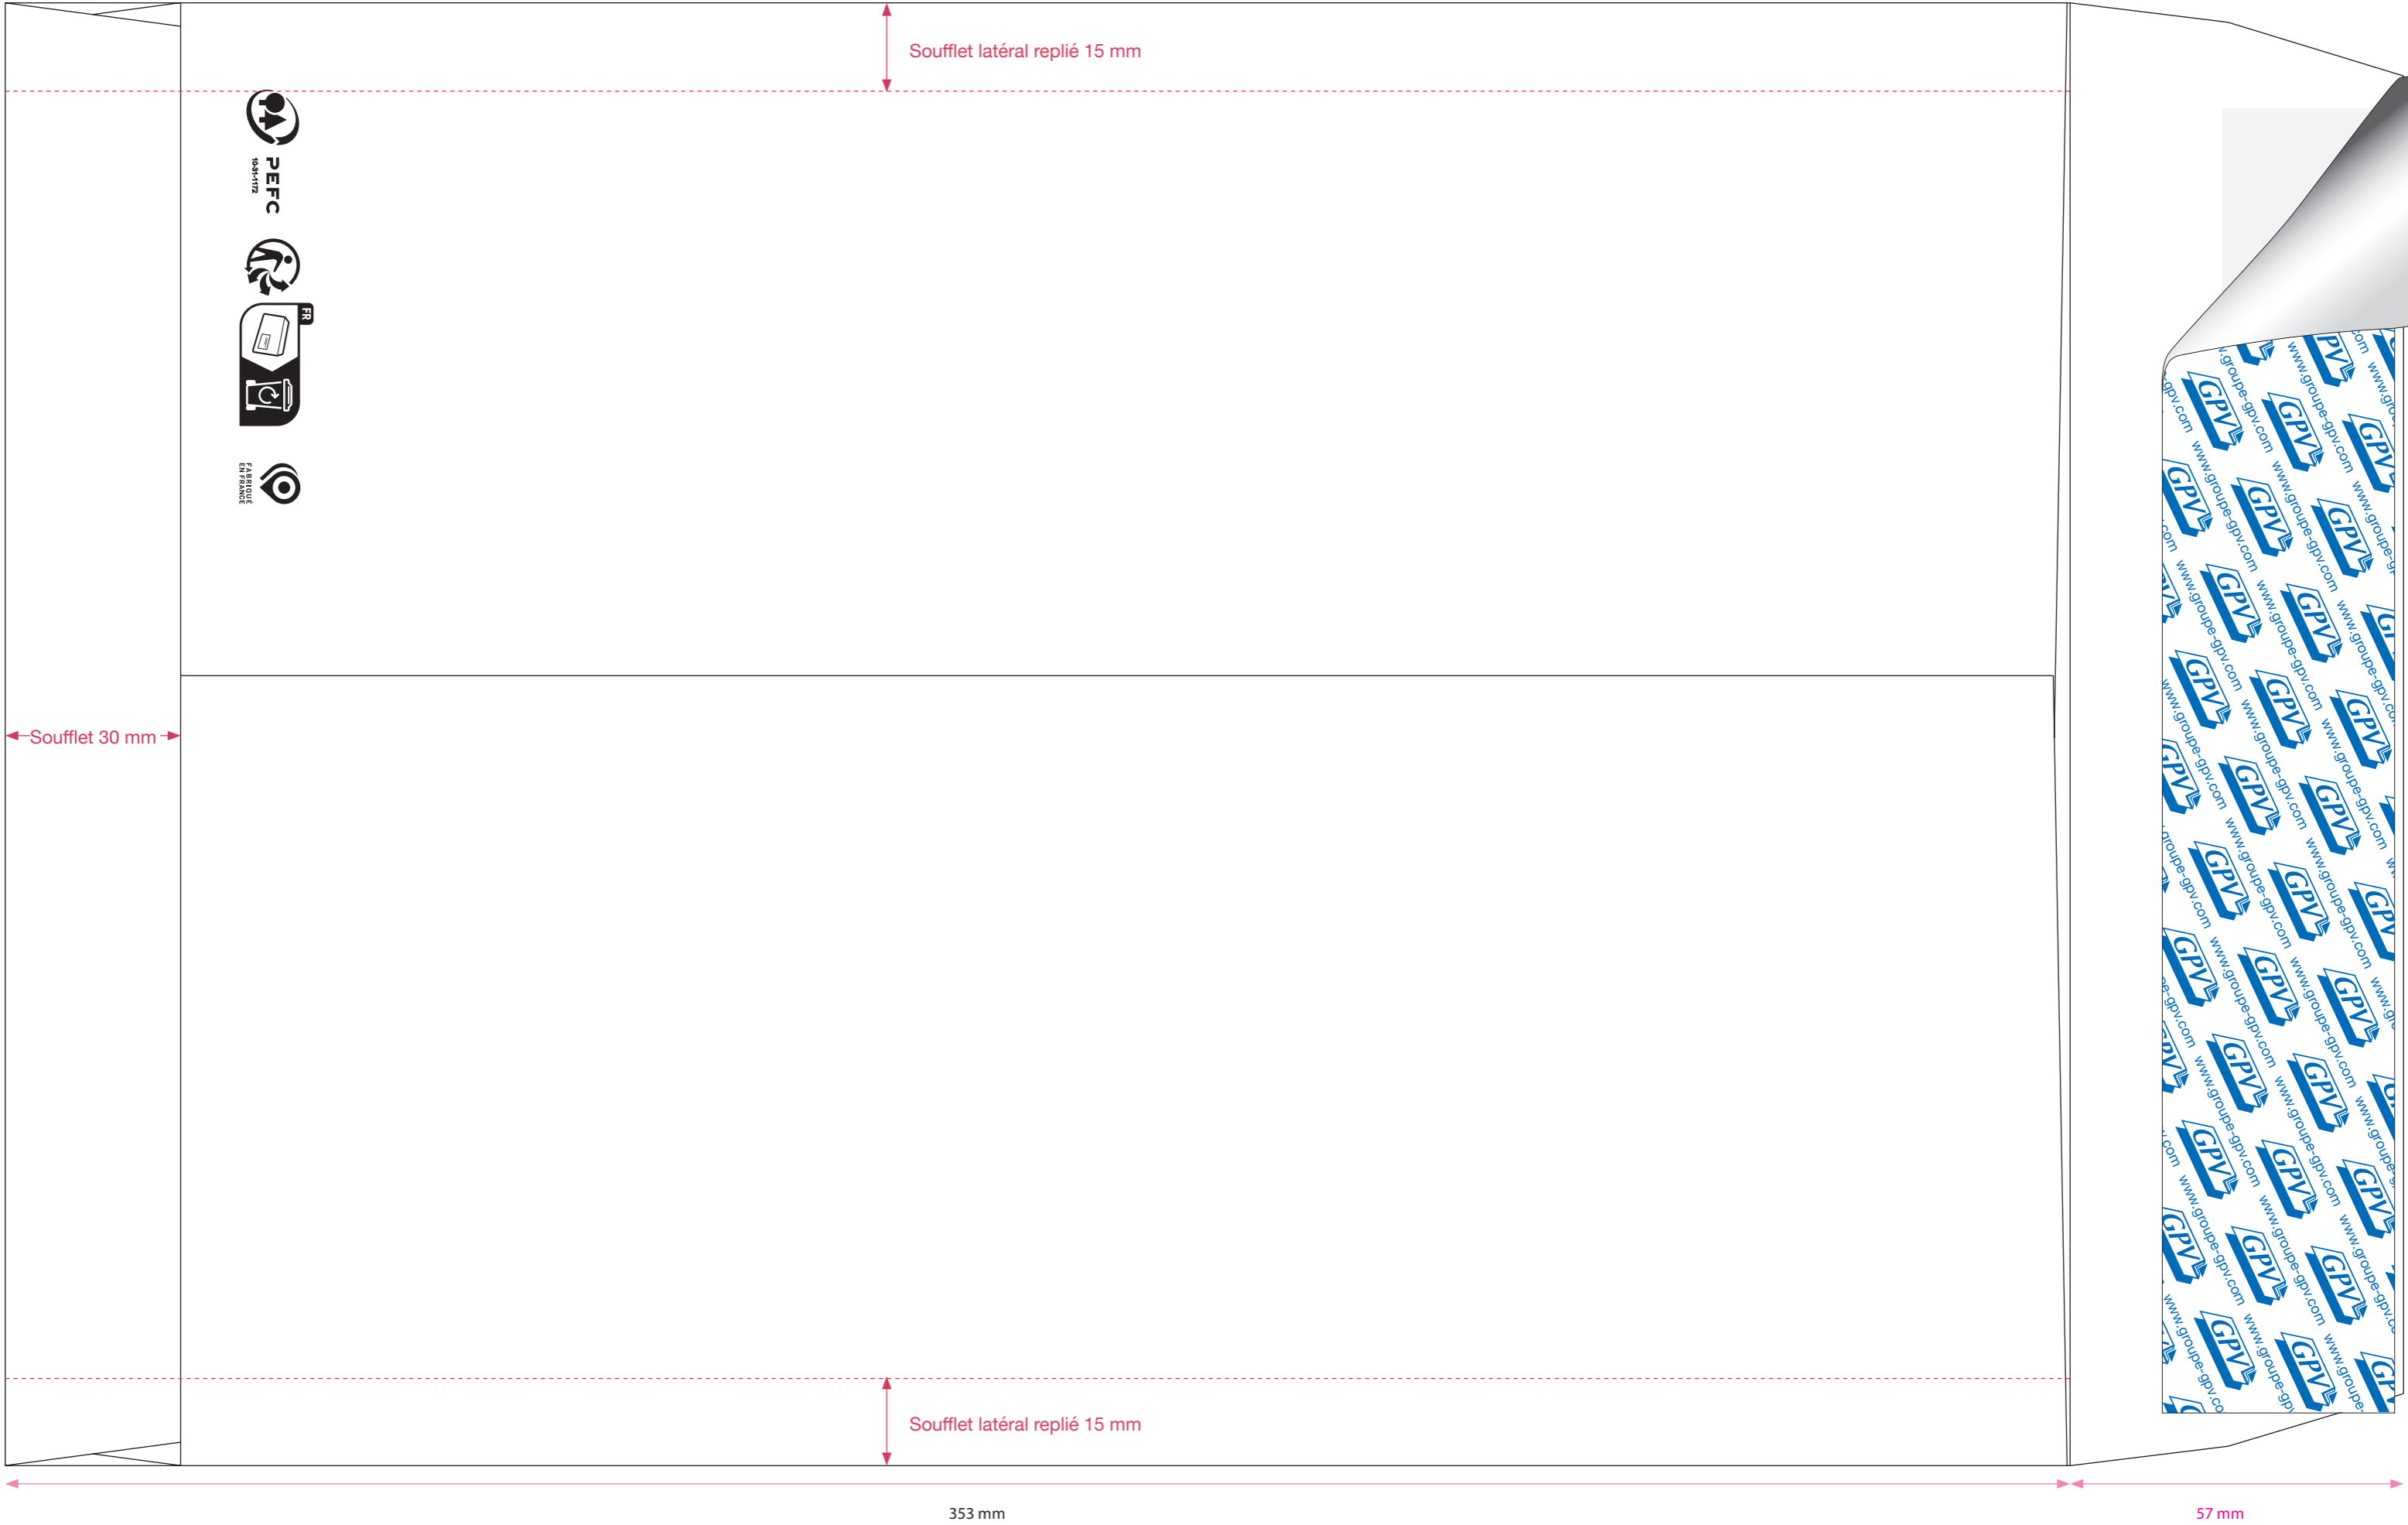 Soufflet latéral replié 15 mm
PEFC
10-31-1172
FR
FABRIQUÉ
EN FRANCE
Soufflet 30 mm
GPV
www.groupe-gpv.com
Soufflet latéral replié 15 mm
353 mm
57 mm